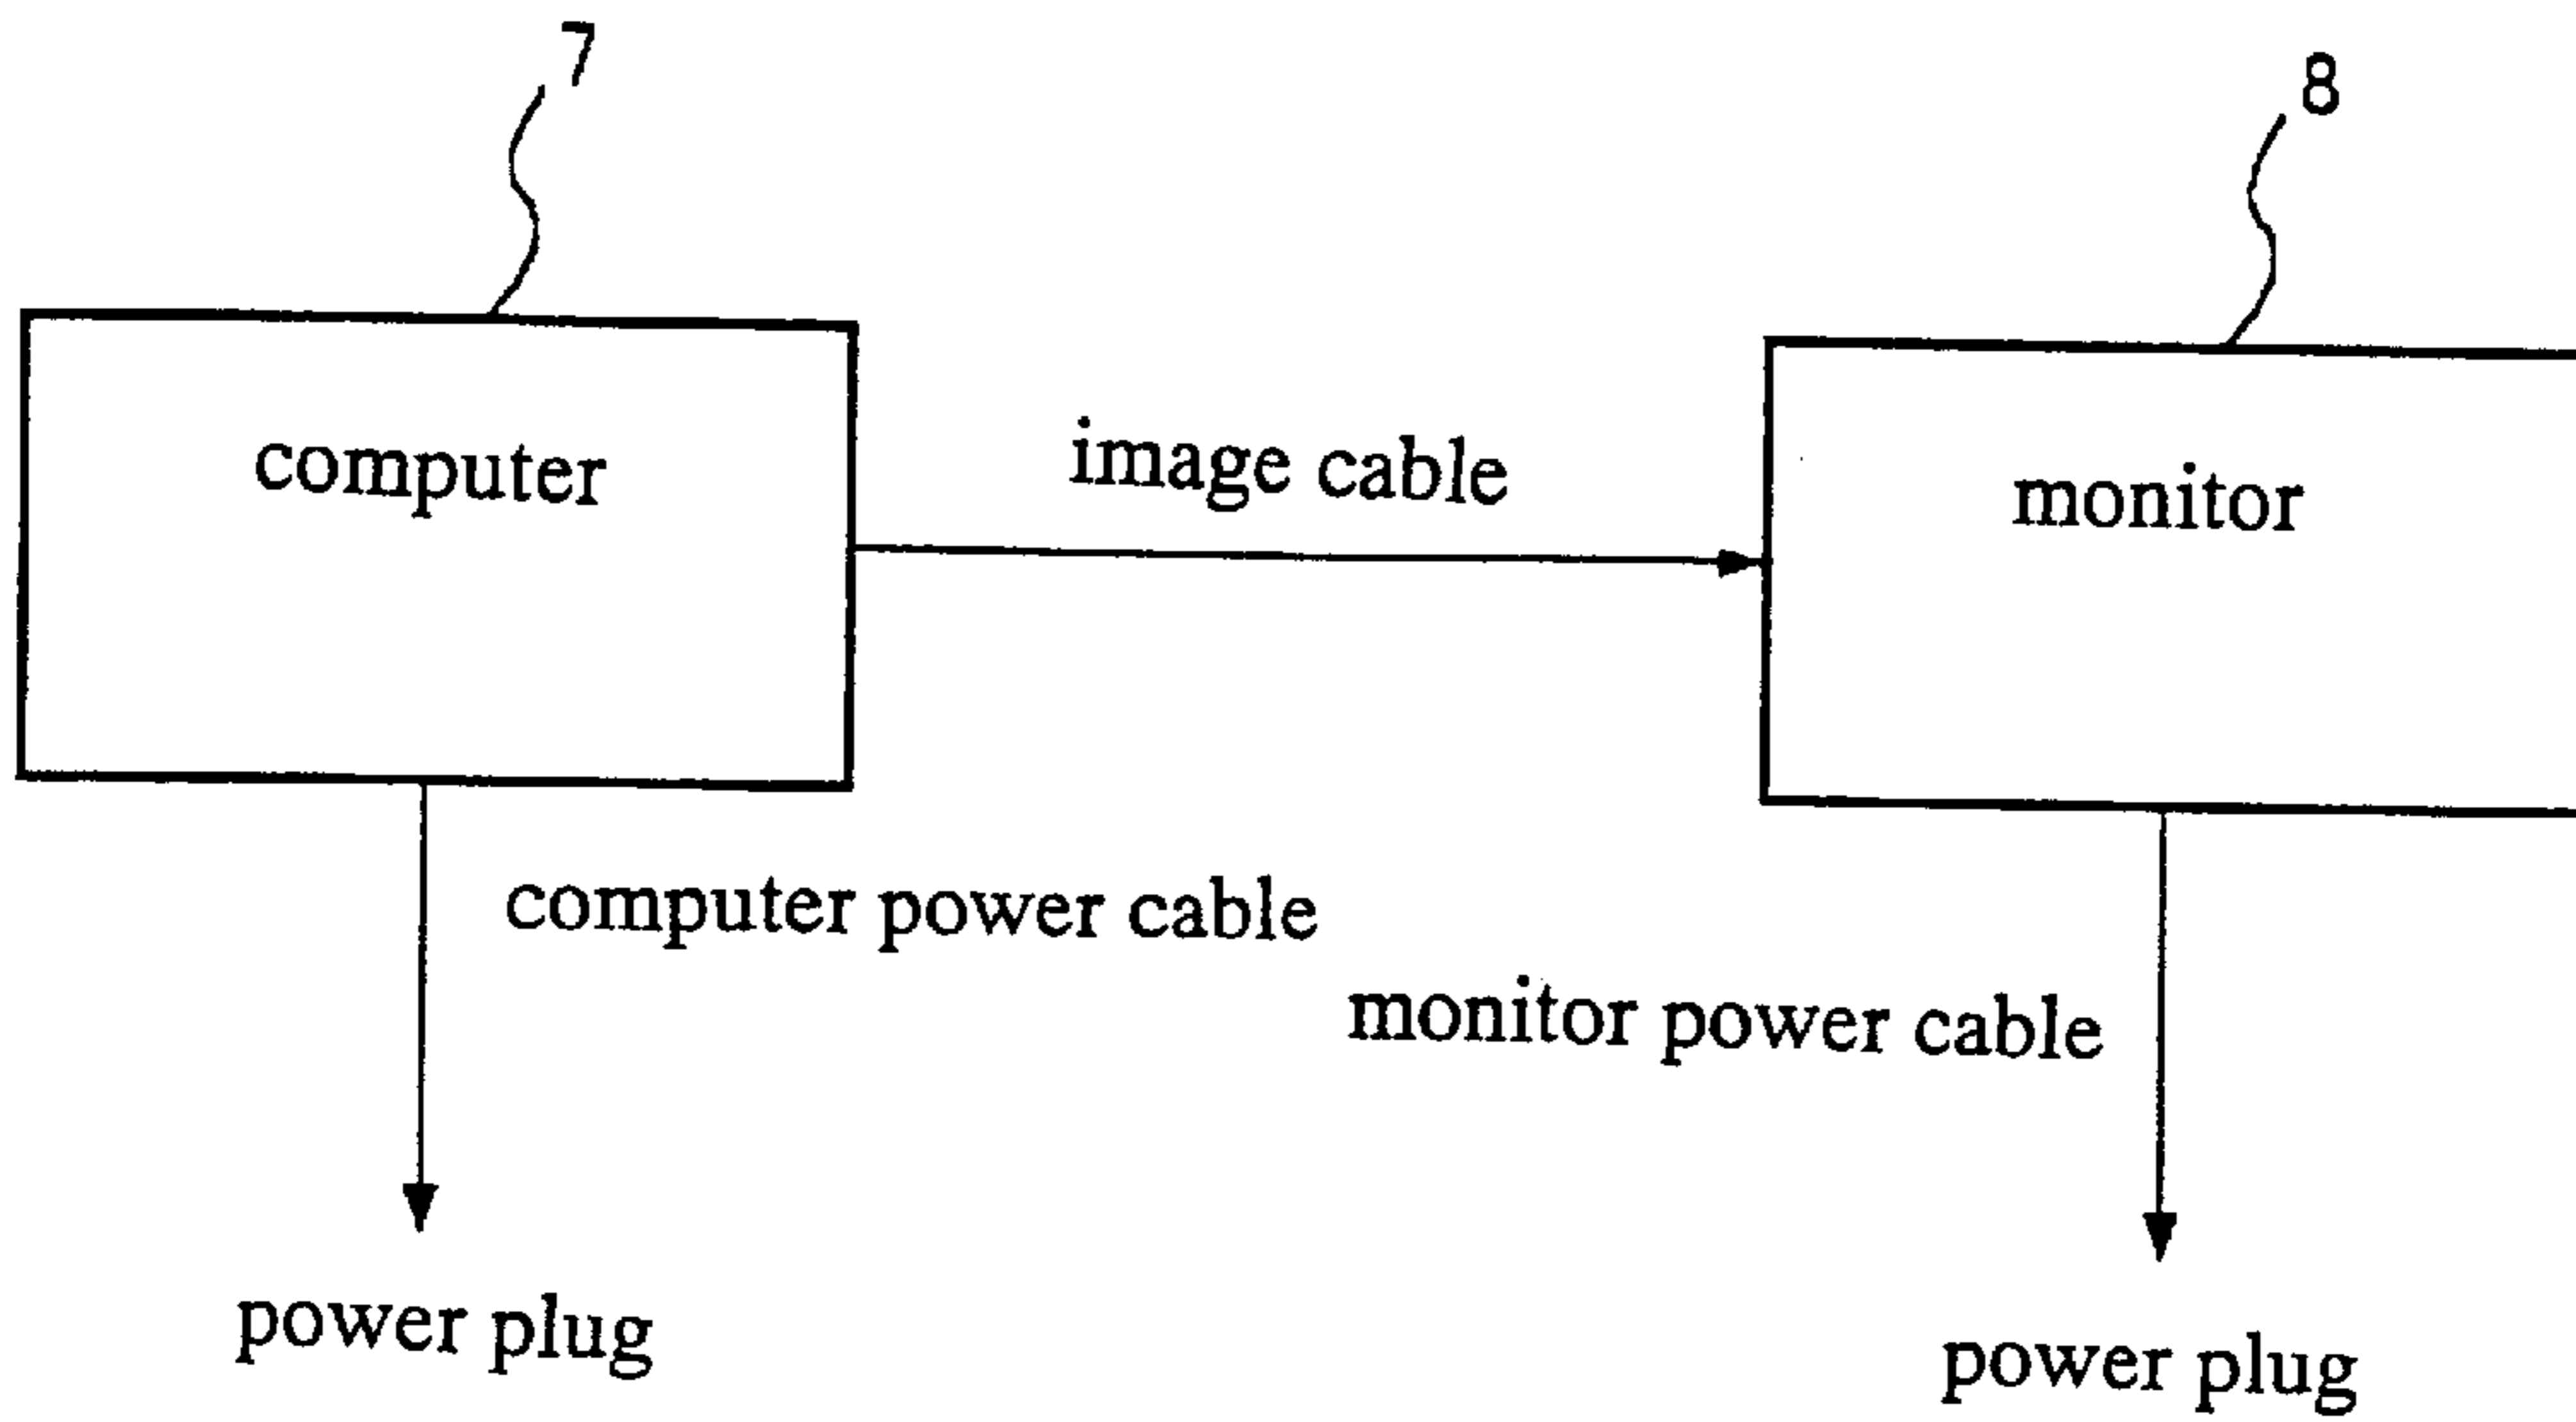 7
8
computer
image cable
monitor
computer power cable
monitor power cable
power plug
power plug